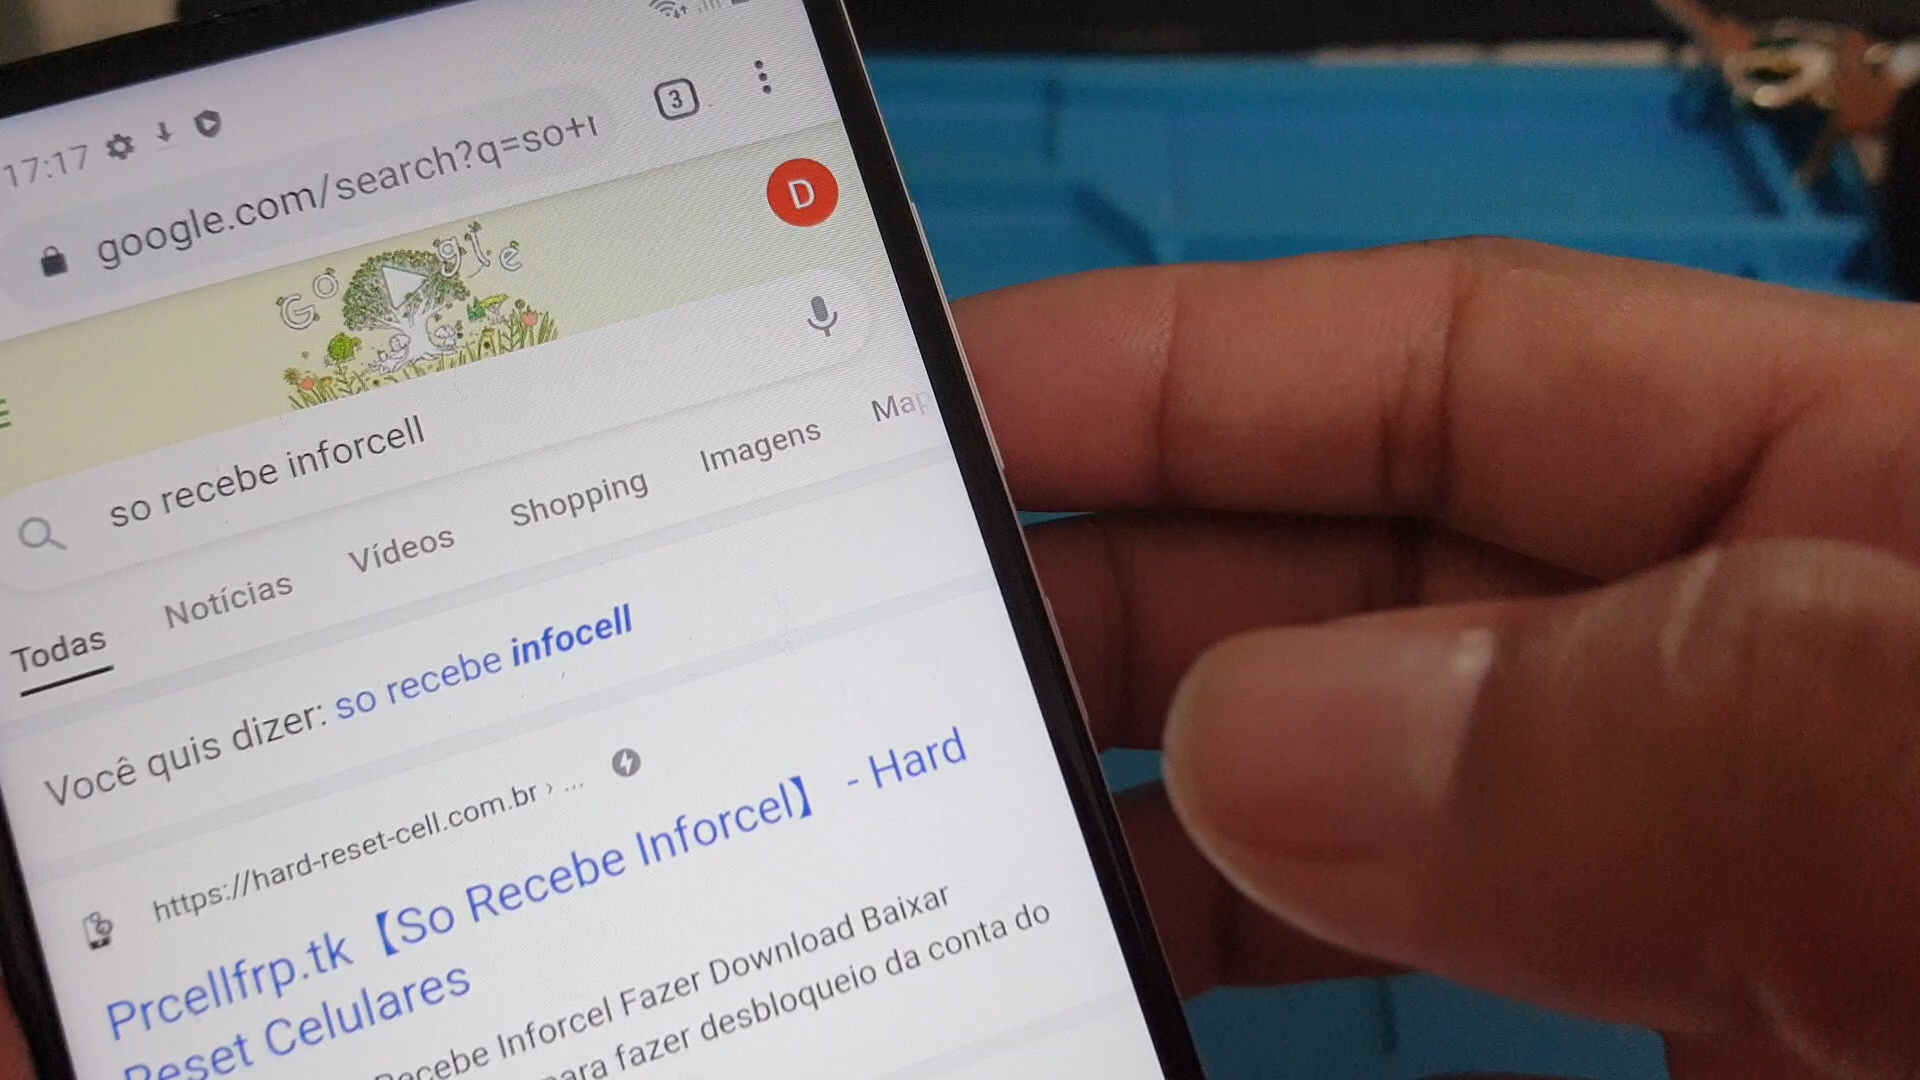 17:17
google.com/search?q=so+r
3
D
Google
so recebe inforcell
Todas Notícias Vídeos Shopping Imagens Map
Você quis dizer: so recebe infocell
https://hard-reset-cell.com.br › ...
Prcellfrp.tk【So Recebe Inforcel】 - Hard
Reset Celulares
Recebe Inforcel Fazer Download Baixar
para fazer desbloqueio da conta do